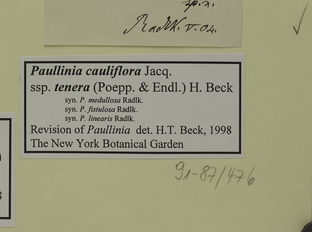 sp. n.
Radlk.
Paullinia cauliflora Jacq.
ssp. tenera (Poepp. & Endl.) H. Beck
syn. P. medullosa Radlk.
syn. P. fistulosa Radlk.
syn. P. linearis Radlk.
Revision of Paullinia det. H.T. Beck, 1998
The New York Botanical Garden
91-87/476